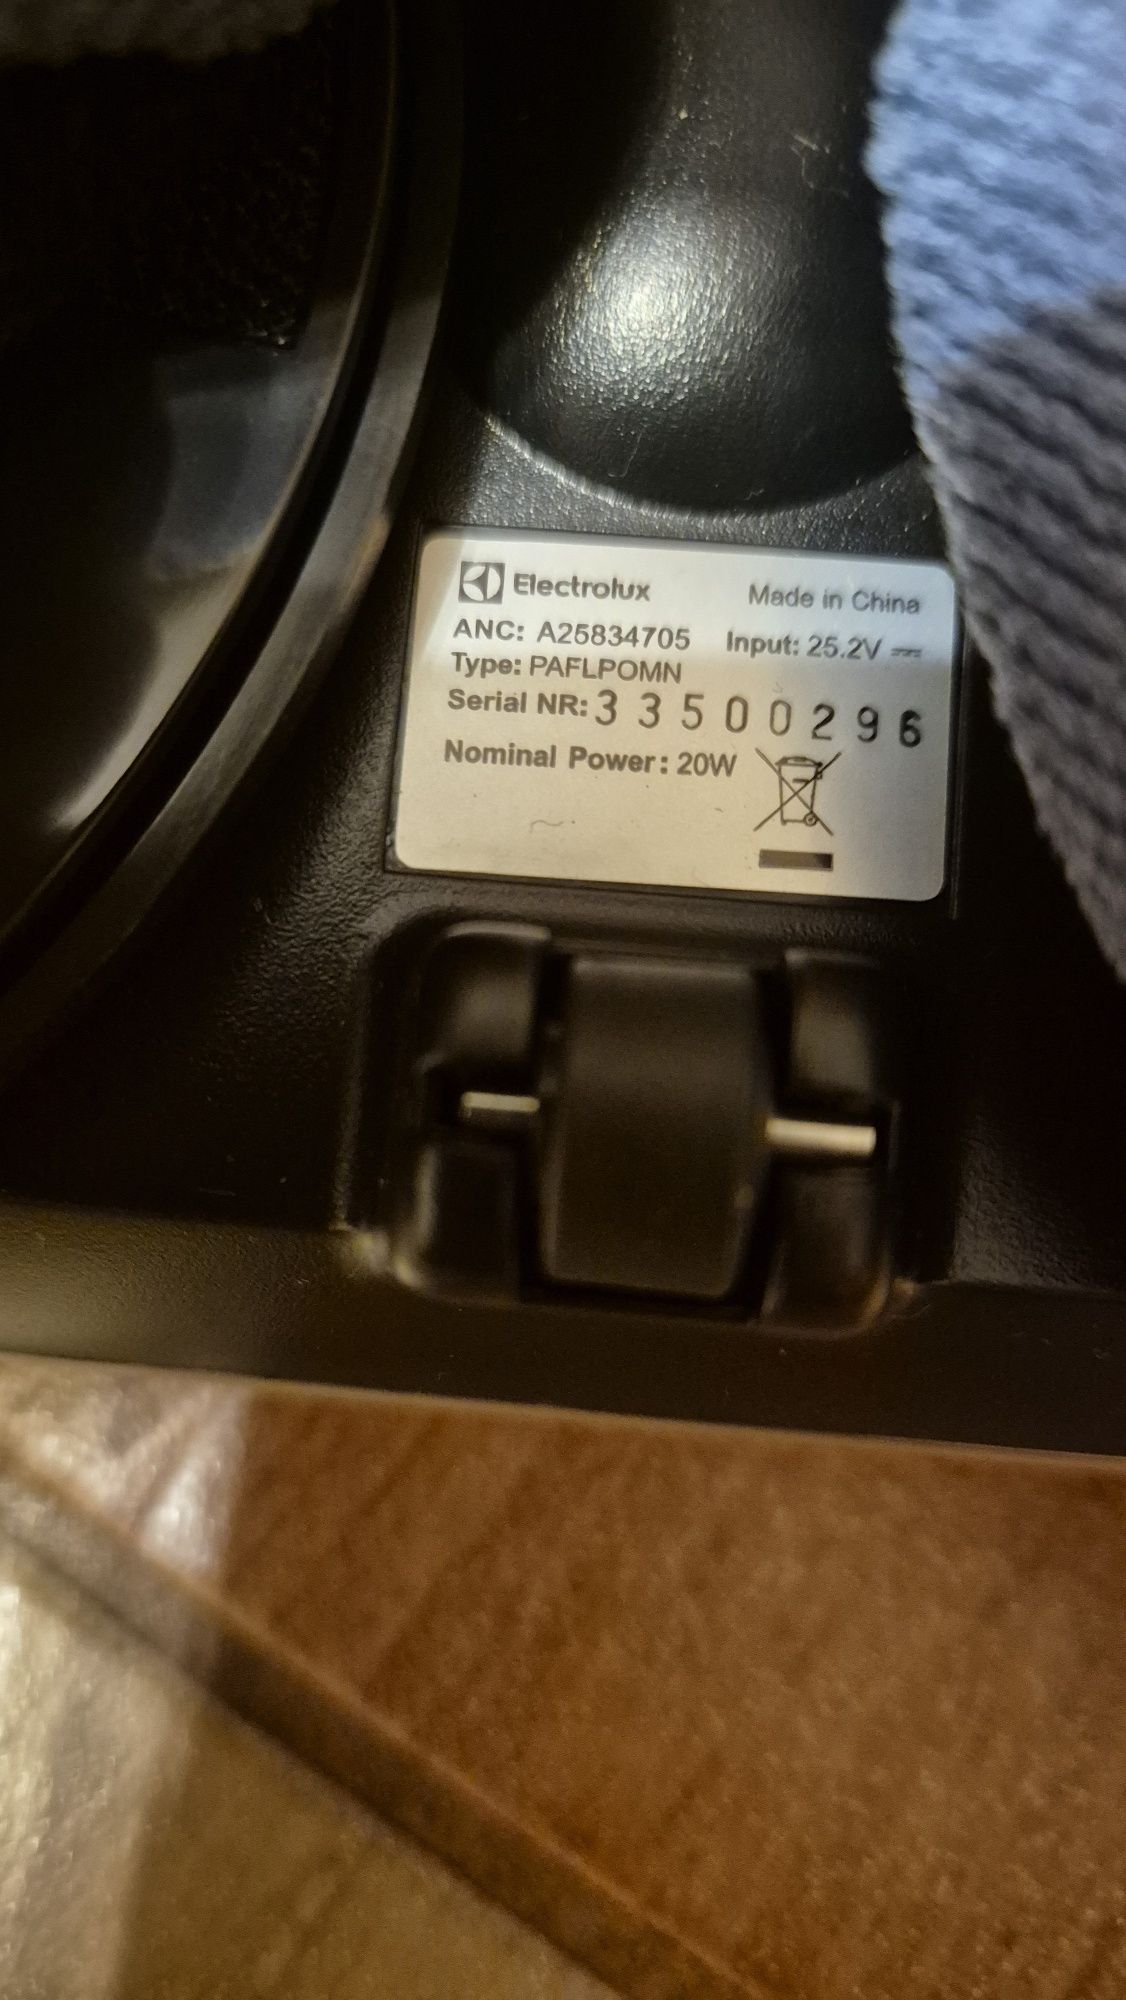 Electrolux Made in China
ANC: A25834705 Input: 25.2V
Type: PAFLPOMN
Serial NR: 33500296
Nominal Power: 20W